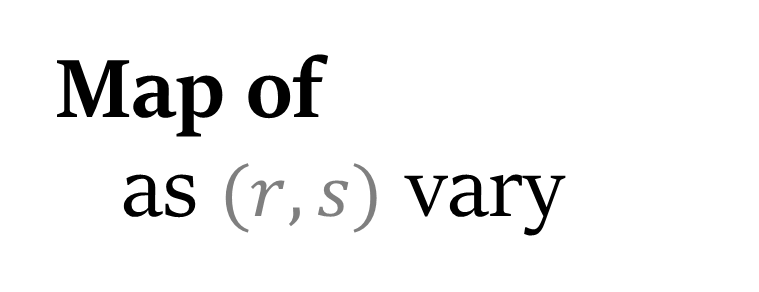 Map of
as (r, s) vary